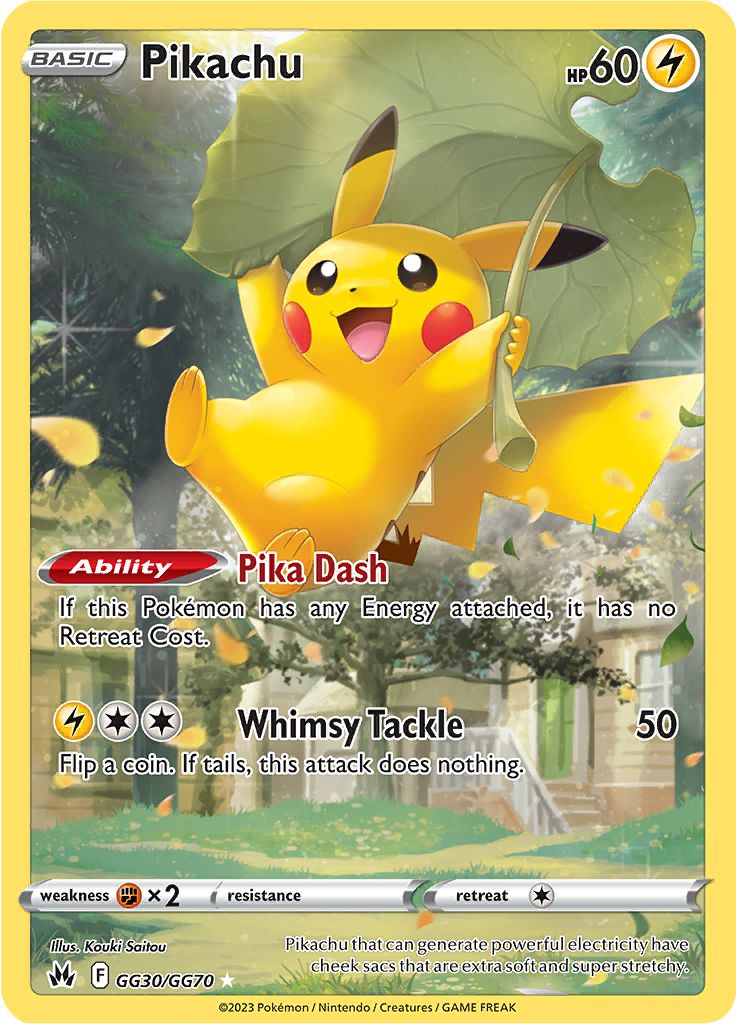 BASIC Pikachu HP60
Ability Pika Dash
If this Pokémon has any Energy attached, it has no
Retreat Cost.
Whimsy Tackle 50
Flip a coin. If tails, this attack does nothing.
weakness ×2 resistance retreat
Illus. Kouki Saitou
Pikachu that can generate powerful electricity have
cheek sacs that are extra soft and super stretchy.
F GG30/GG70
©2023 Pokémon / Nintendo / Creatures / GAME FREAK